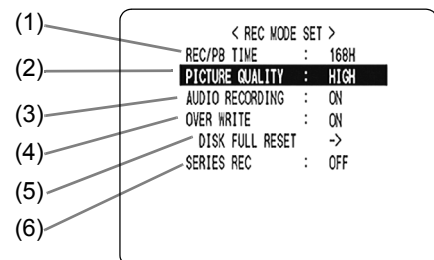 < REC MODE SET >
(1) REC/PB TIME : 168H
(2) PICTURE QUALITY : HIGH
(3) AUDIO RECORDING : ON
(4) OVER WRITE : ON
(5) DISK FULL RESET ->
(6) SERIES REC : OFF